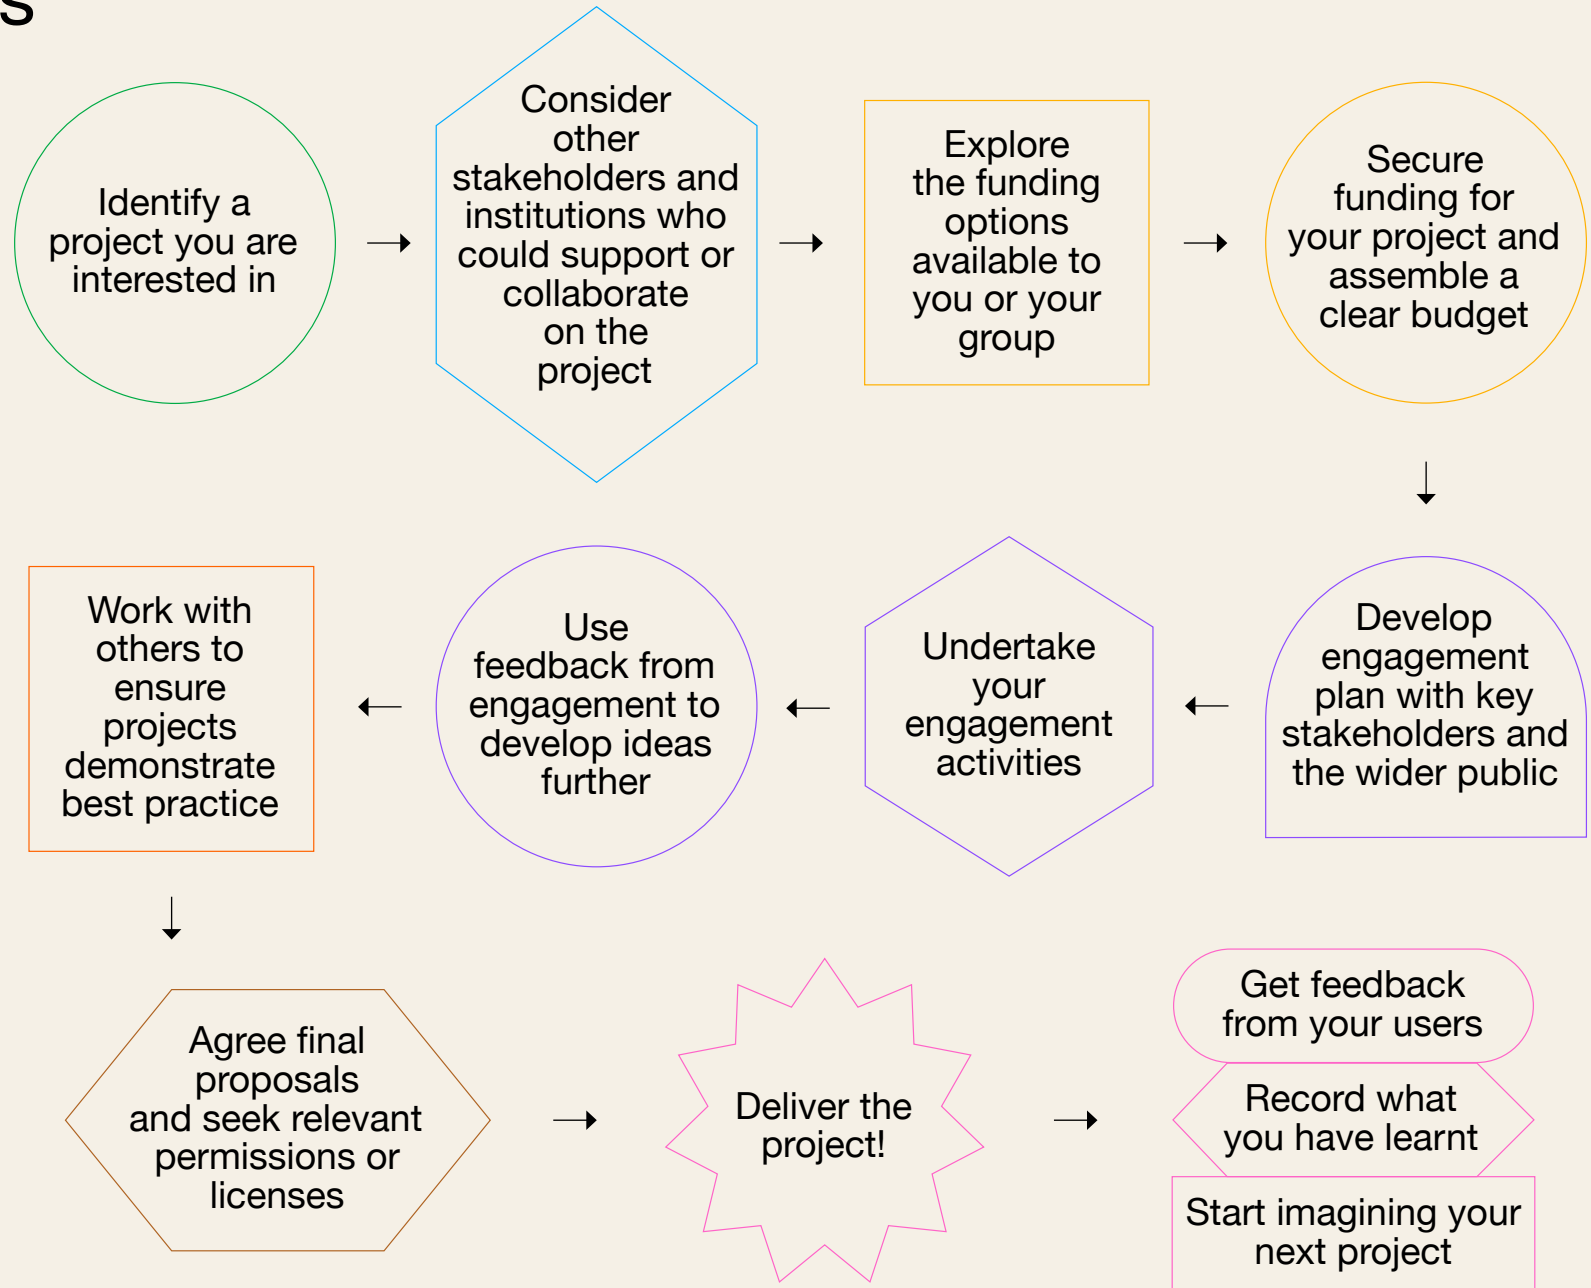 s
Identify a
project you are
interested in
Consider
other
stakeholders and
institutions who
could support or
collaborate
on the
project
Explore
the funding
options
available to
you or your
group
Secure
funding for
your project and
assemble a
clear budget
Develop
engagement
plan with key
stakeholders and
the wider public
Undertake
your
engagement
activities
Use
feedback from
engagement to
develop ideas
further
Work with
others to
ensure
projects
demonstrate
best practice
Agree final
proposals
and seek relevant
permissions or
licenses
Deliver the
project!
Get feedback
from your users
Record what
you have learnt
Start imagining your
next project